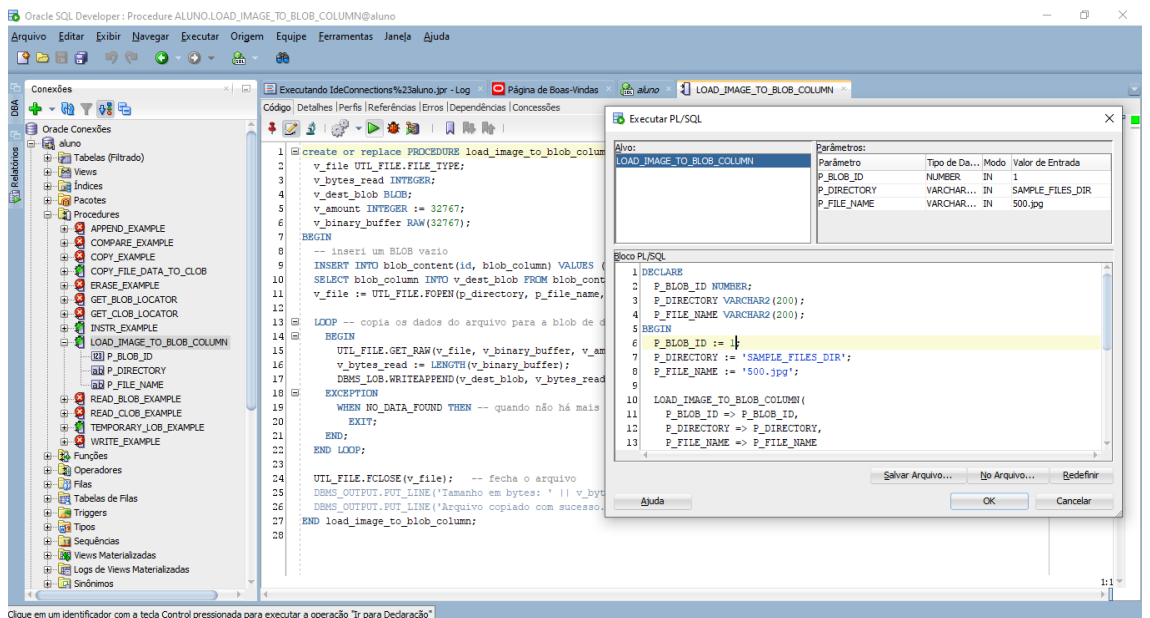 Oracle SQL Developer : Procedure ALUNO.LOAD_IMAGE_TO_BLOB_COLUMN@aluno
Arquivo Editar Exibir Navegar Executar Origem Equipe Ferramentas Janela Ajuda
DBA
Relatórios
Conexões
Oracle Conexões
aluno
Tabelas (Filtrado)
Views
Índices
Pacotes
Procedures
APPEND_EXAMPLE
COMPARE_EXAMPLE
COPY_EXAMPLE
COPY_FILE_DATA_TO_CLOB
ERASE_EXAMPLE
GET_BLOB_LOCATOR
GET_CLOB_LOCATOR
INSTR_EXAMPLE
LOAD_IMAGE_TO_BLOB_COLUMN
P_BLOB_ID
P_DIRECTORY
P_FILE_NAME
READ_BLOB_EXAMPLE
READ_CLOB_EXAMPLE
TEMPORARY_LOB_EXAMPLE
WRITE_EXAMPLE
Funções
Operadores
Filas
Tabelas de Filas
Triggers
Tipos
Sequências
Views Materializadas
Logs de Views Materializadas
Sinônimos
Executando IdeConnections%23aluno.jpr - Log Página de Boas-Vindas aluno LOAD_IMAGE_TO_BLOB_COLUMN
Código Detalhes Perfis Referências Erros Dependências Concessões
1 create or replace PROCEDURE load_image_to_blob_colum
2 v_file UTL_FILE.FILE_TYPE;
3 v_bytes_read INTEGER;
4 v_dest_blob BLOB;
5 v_amount INTEGER := 32767;
6 v_binary_buffer RAW(32767);
7 BEGIN
8 -- inseri um BLOB vazio
9 INSERT INTO blob_content(id, blob_column) VALUES (
10 SELECT blob_column INTO v_dest_blob FROM blob_cont
11 v_file := UTL_FILE.FOPEN(p_directory, p_file_name,
12
13 LOOP -- copia os dados do arquivo para a blob de d
14 BEGIN
15 UTL_FILE.GET_RAW(v_file, v_binary_buffer, v_am
16 v_bytes_read := LENGTH(v_binary_buffer);
17 DBMS_LOB.WRITEAPPEND(v_dest_blob, v_bytes_read
18 EXCEPTION
19 WHEN NO_DATA_FOUND THEN -- quando não há mais
20 EXIT;
21 END;
22 END LOOP;
23
24 UTL_FILE.FCLOSE(v_file); -- fecha o arquivo
25 DBMS_OUTPUT.PUT_LINE('Tamanho em bytes: ' || v_byt
26 DBMS_OUTPUT.PUT_LINE('Arquivo copiado com sucesso.
27 END load_image_to_blob_column;
28
1:1
Executar PL/SQL
Alvo:
LOAD_IMAGE_TO_BLOB_COLUMN
Parâmetros:
Parâmetro Tipo de Da... Modo Valor de Entrada
P_BLOB_ID NUMBER IN 1
P_DIRECTORY VARCHAR... IN SAMPLE_FILES_DIR
P_FILE_NAME VARCHAR... IN 500.jpg
Bloco PL/SQL
1 DECLARE
2 P_BLOB_ID NUMBER;
3 P_DIRECTORY VARCHAR2(200);
4 P_FILE_NAME VARCHAR2(200);
5 BEGIN
6 P_BLOB_ID := 1;
7 P_DIRECTORY := 'SAMPLE_FILES_DIR';
8 P_FILE_NAME := '500.jpg';
9
10 LOAD_IMAGE_TO_BLOB_COLUMN(
11 P_BLOB_ID => P_BLOB_ID,
12 P_DIRECTORY => P_DIRECTORY,
13 P_FILE_NAME => P_FILE_NAME
Salvar Arquivo... No Arquivo... Redefinir
Ajuda OK Cancelar
Clique em um identificador com a tecla Control pressionada para executar a operação "Ir para Declaração"